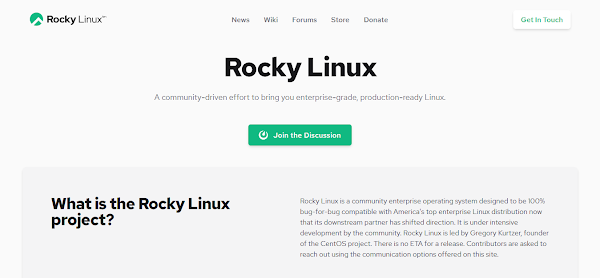 Rocky Linux™
News Wiki Forums Store Donate
Get In Touch
Rocky Linux
A community-driven effort to bring you enterprise-grade, production-ready Linux.
Join the Discussion
What is the Rocky Linux
project?
Rocky Linux is a community enterprise operating system designed to be 100%
bug-for-bug compatible with America's top enterprise Linux distribution now
that its downstream partner has shifted direction. It is under intensive
development by the community. Rocky Linux is led by Gregory Kurtzer, founder
of the CentOS project. There is no ETA for a release. Contributors are asked to
reach out using the communication options offered on this site.